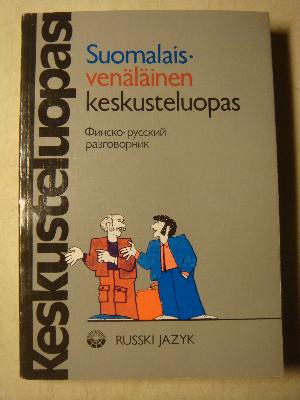 Keskusteluopas
Suomalais-
venäläinen
keskusteluopas
Финско-русский
разговорник
RUSSKI JAZYK